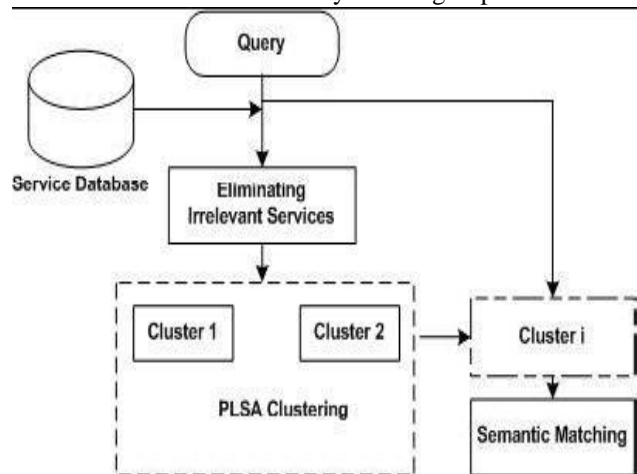 Query
Service Database
Eliminating
Irrelevant Services
Cluster 1
Cluster 2
Cluster i
PLSA Clustering
Semantic Matching